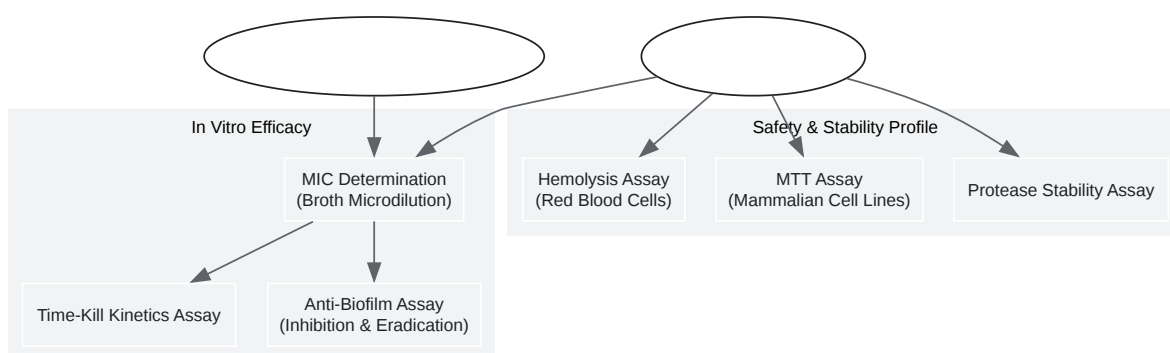 In Vitro Efficacy
Safety & Stability Profile
MIC Determination
(Broth Microdilution)
Hemolysis Assay
(Red Blood Cells)
MTT Assay
(Mammalian Cell Lines)
Protease Stability Assay
Time-Kill Kinetics Assay
Anti-Biofilm Assay
(Inhibition & Eradication)